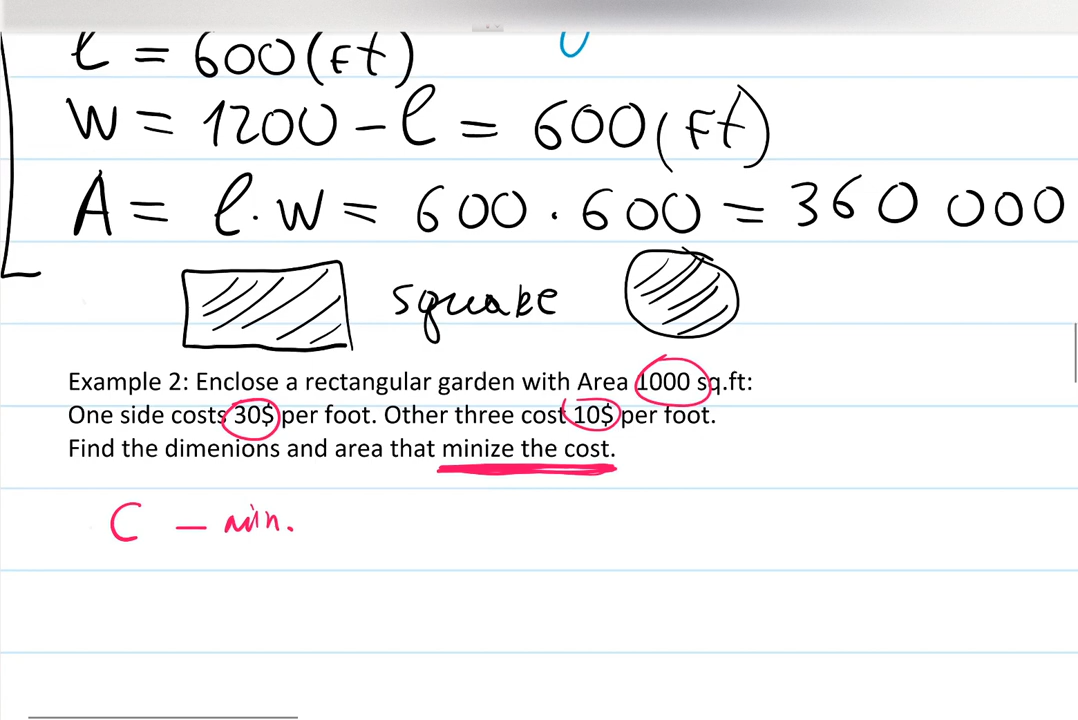 l = 600 (ft)
w = 1200 - l = 600 (ft)
A = l · w = 600 · 600 = 360 000
square
Example 2: Enclose a rectangular garden with Area 1000 sq.ft:
One side costs 30$ per foot. Other three cost 10$ per foot.
Find the dimenions and area that minize the cost.
C - min.